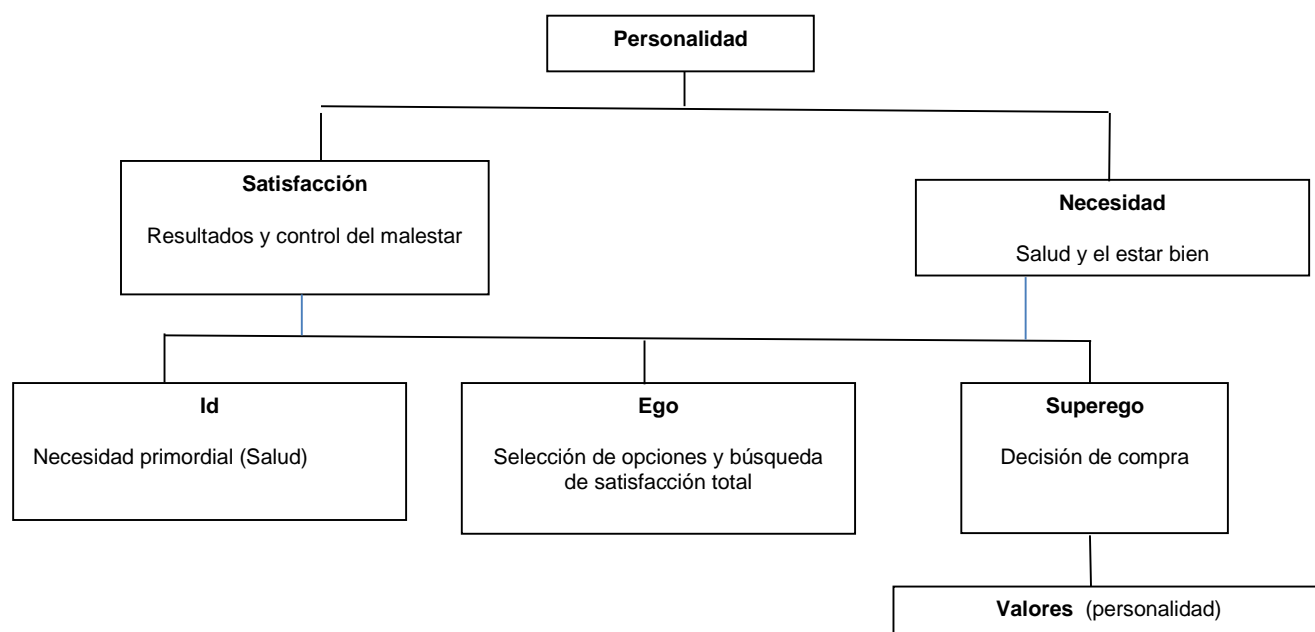 Personalidad
Satisfacción
Resultados y control del malestar
Necesidad
Salud y el estar bien
Id
Necesidad primordial (Salud)
Ego
Selección de opciones y búsqueda
de satisfacción total
Superego
Decisión de compra
Valores (personalidad)